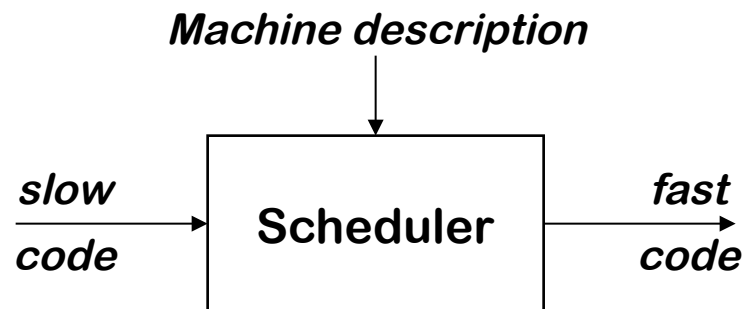 Machine description
slow
code
Scheduler
fast
code